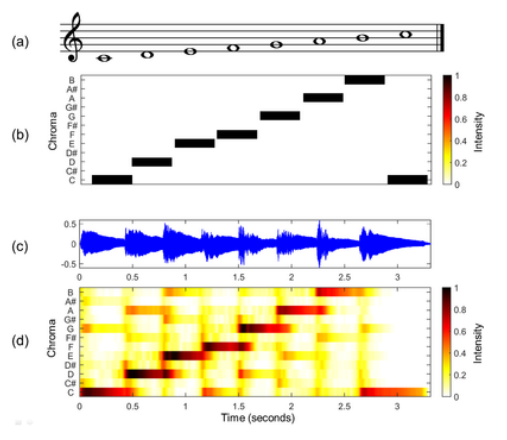 (a)
(b)
Chroma
B
A#
A
G#
G
F#
F
E
D#
D
C#
C
1
0.8
0.6
0.4
0.2
0
Intensity
(c)
0.5
0
-0.5
0 0.5 1 1.5 2 2.5 3
(d)
Chroma
B
A#
A
G#
G
F#
F
E
D#
D
C#
C
0 0.5 1 1.5 2 2.5 3
Time (seconds)
1
0.8
0.6
0.4
0.2
0
Intensity